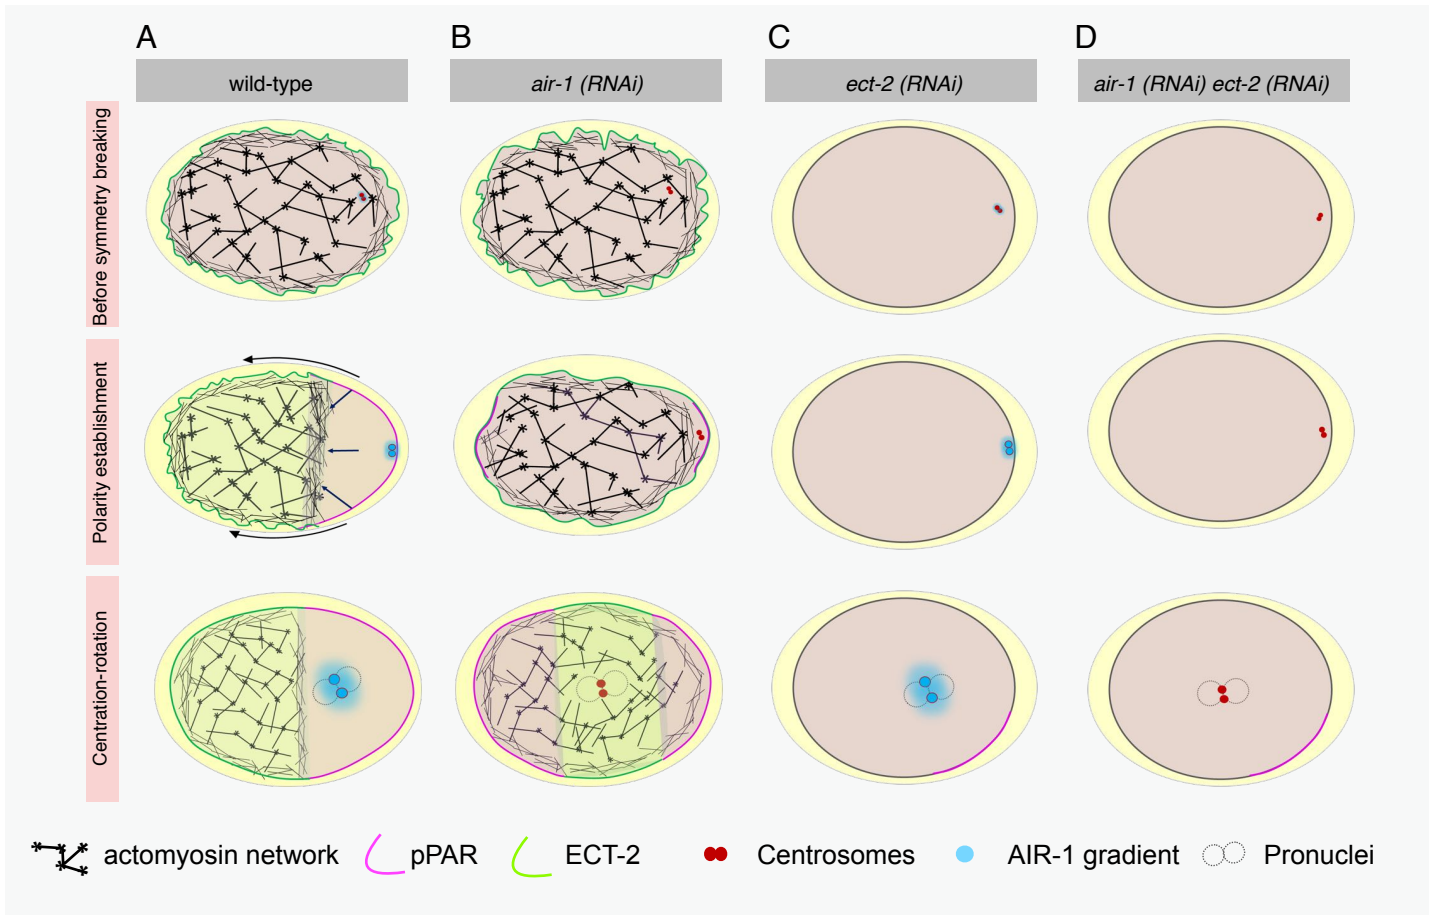 A
B
C
D
wild-type
air-1 (RNAi)
ect-2 (RNAi)
air-1 (RNAi) ect-2 (RNAi)
Before symmetry breaking
Polarity establishment
Centration-rotation
actomyosin network
pPAR
ECT-2
Centrosomes
AIR-1 gradient
Pronuclei